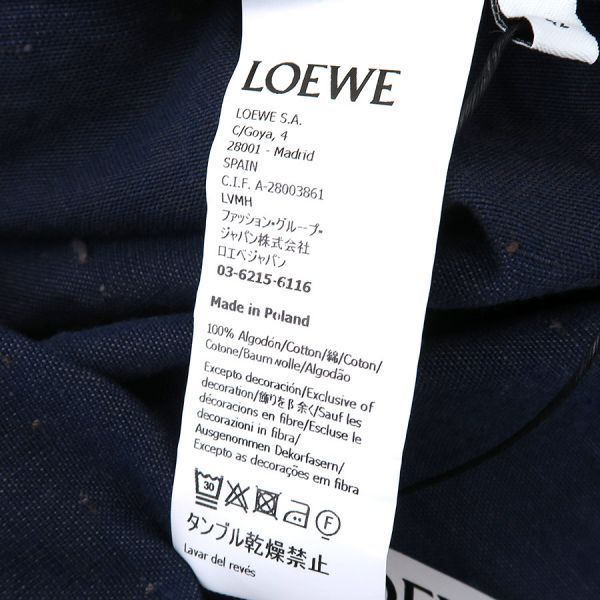 LOEWE
LOEWE S.A.
C/Goya, 4
28001 - Madrid
SPAIN
C.I.F. A-28003861
LVMH
ファッション・グループ
ジャパン株式会社
ロエベジャパン
03-6215-6116
Made in Poland
100% Algodón/Cotton/綿/Coton/
Cotone/Baumwolle/Algodão
Excepto decoración/Exclusive of
decoration/飾りを除く/Sauf les
décorations en fibre/Escluse le
decorazioni in fibra/
Ausgenommen Dekorfasern/
Excepto as decorações em fibra
30
F
タンブル乾燥禁止
Lavar del revés